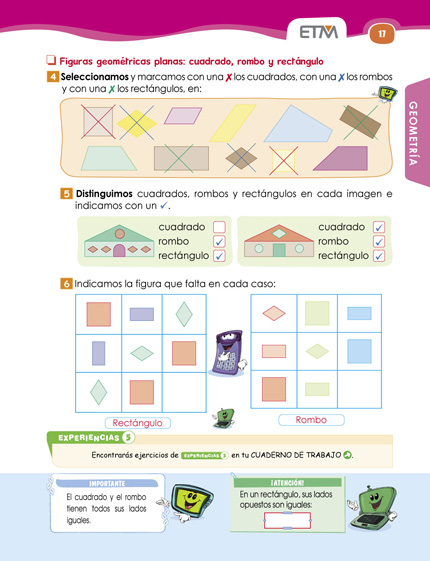 ETM
17
Figuras geométricas planas: cuadrado, rombo y rectángulo
4 Seleccionamos y marcamos con una ✗ los cuadrados, con una ✗ los rombos
y con una ✗ los rectángulos, en:
GEOMETRÍA
5 Distinguimos cuadrados, rombos y rectángulos en cada imagen e
indicamos con un ✓.
cuadrado
rombo ✓
rectángulo ✓
cuadrado ✓
rombo ✓
rectángulo ✓
6 Indicamos la figura que falta en cada caso:
Rectángulo
Rombo
EXPERIENCIAS 5
Encontrarás ejercicios de EXPERIENCIAS 5 en tu CUADERNO DE TRABAJO
IMPORTANTE
El cuadrado y el rombo
tienen todos sus lados
iguales.
¡ATENCIÓN!
En un rectángulo, sus lados
opuestos son iguales: